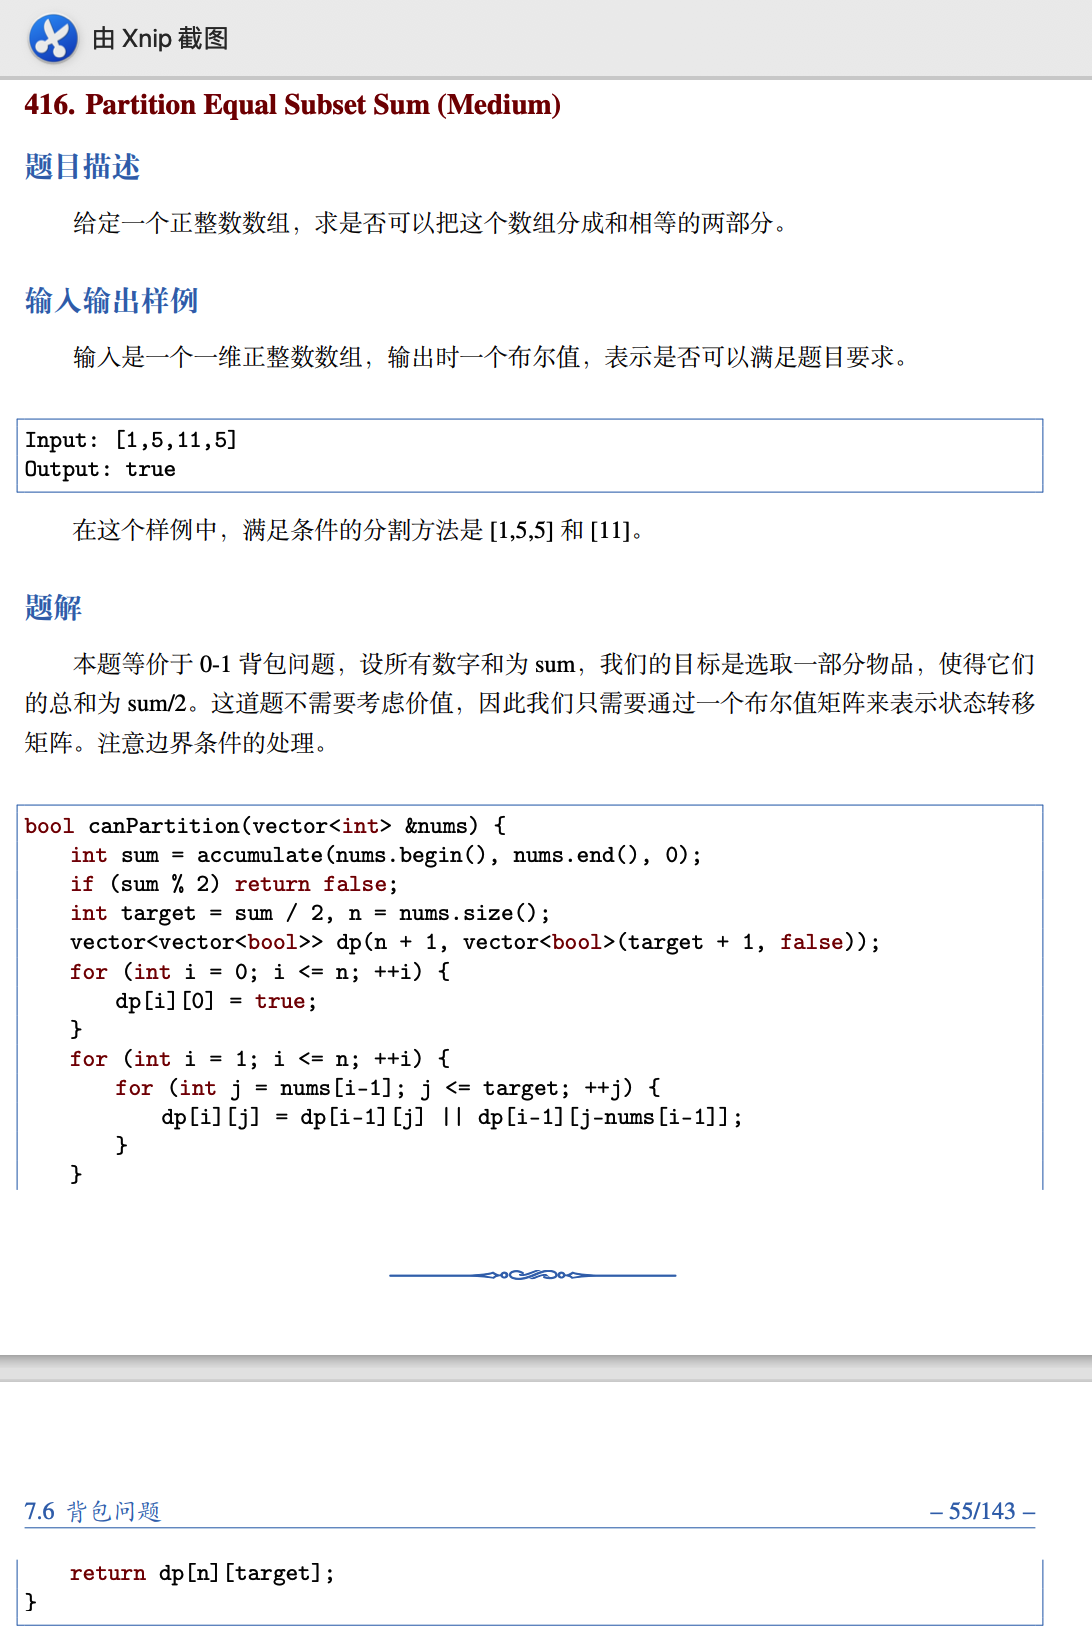 由 Xnip 截图
416. Partition Equal Subset Sum (Medium)
题目描述
给定一个正整数数组，求是否可以把这个数组分成和相等的两部分。
输入输出样例
输入是一个一维正整数数组，输出时一个布尔值，表示是否可以满足题目要求。
Input: [1,5,11,5]
Output: true
在这个样例中，满足条件的分割方法是 [1,5,5] 和 [11]。
题解
本题等价于 0-1 背包问题，设所有数字和为 sum，我们的目标是选取一部分物品，使得它们
的总和为 sum/2。这道题不需要考虑价值，因此我们只需要通过一个布尔值矩阵来表示状态转移
矩阵。注意边界条件的处理。
bool canPartition(vector<int> &nums) {
    int sum = accumulate(nums.begin(), nums.end(), 0);
    if (sum % 2) return false;
    int target = sum / 2, n = nums.size();
    vector<vector<bool>> dp(n + 1, vector<bool>(target + 1, false));
    for (int i = 0; i <= n; ++i) {
        dp[i][0] = true;
    }
    for (int i = 1; i <= n; ++i) {
        for (int j = nums[i-1]; j <= target; ++j) {
            dp[i][j] = dp[i-1][j] || dp[i-1][j-nums[i-1]];
        }
    }
7.6 背包问题 – 55/143 –
    return dp[n][target];
}